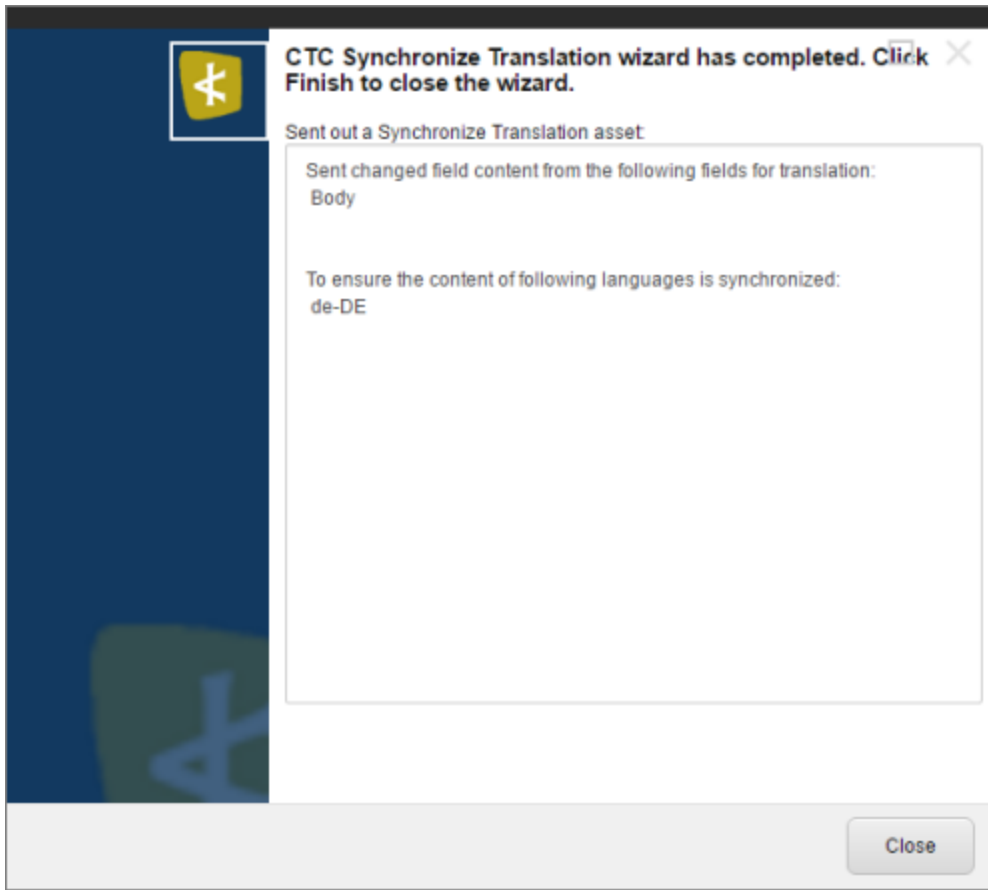 CTC Synchronize Translation wizard has completed. Click
Finish to close the wizard.
Sent out a Synchronize Translation asset:
Sent changed field content from the following fields for translation:
Body
To ensure the content of following languages is synchronized:
de-DE
Close